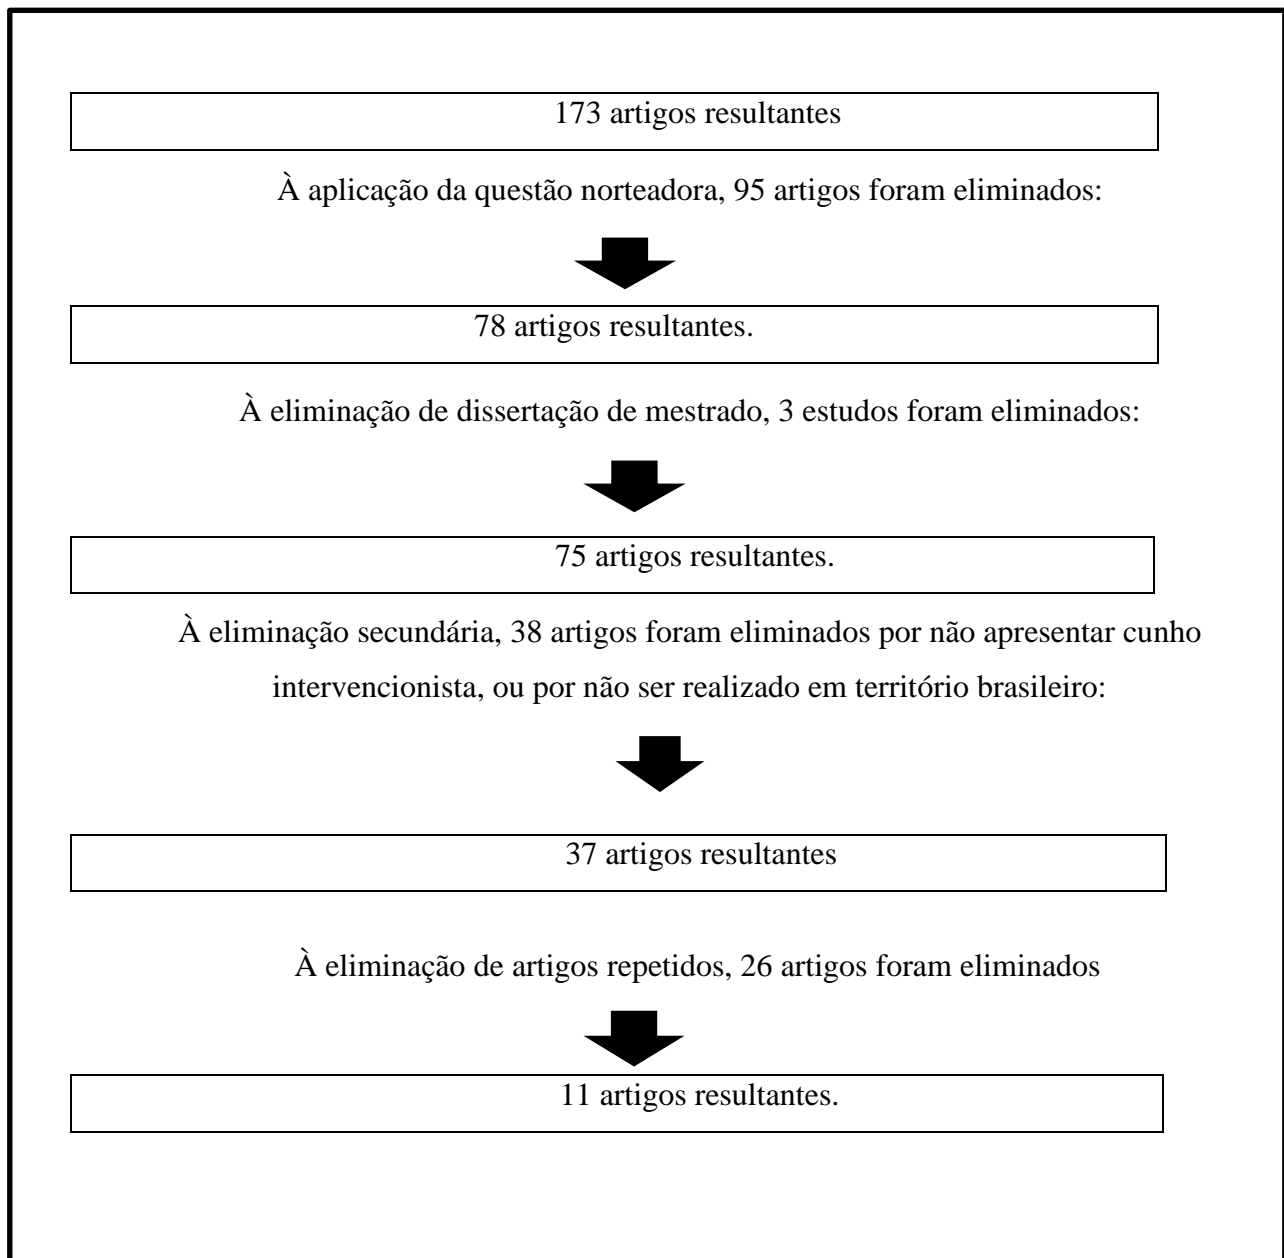 173 artigos resultantes
À aplicação da questão norteadora, 95 artigos foram eliminados:
78 artigos resultantes.
À eliminação de dissertação de mestrado, 3 estudos foram eliminados:
75 artigos resultantes.
À eliminação secundária, 38 artigos foram eliminados por não apresentar cunho
intervencionista, ou por não ser realizado em território brasileiro:
37 artigos resultantes
À eliminação de artigos repetidos, 26 artigos foram eliminados
11 artigos resultantes.